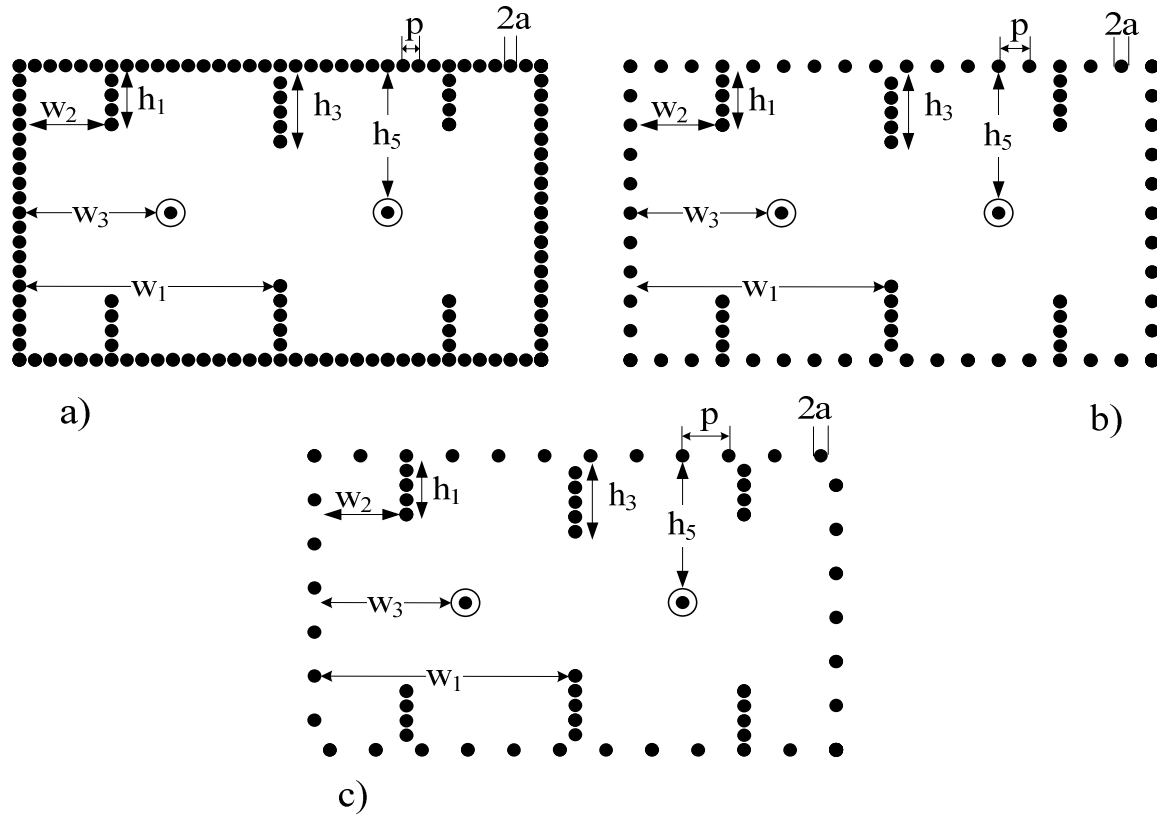 p 2a
w₂ h₁ h₃ h₅
w₃
w₁
a)
p 2a
w₂ h₁ h₃ h₅
w₃
w₁
b)
p 2a
w₂ h₁ h₃ h₅
w₃
w₁
c)